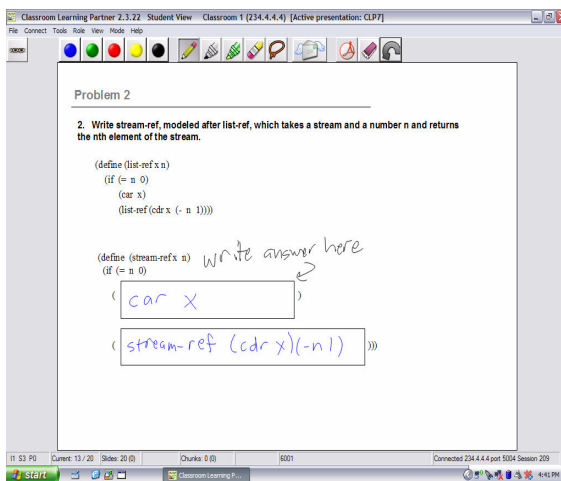 Classroom Learning Partner 2.3.22 Student View Classroom 1 (234.4.4.4) [Active presentation: CLP7]
File Connect Tools Role View Mode Help
Problem 2
2. Write stream-ref, modeled after list-ref, which takes a stream and a number n and returns
the nth element of the stream.
(define (list-ref x n)
(if (= n 0)
(car x)
(list-ref (cdr x (- n 1))))
(define (stream-ref x n) write answer here
(if (= n 0)
( car x )
( stream-ref (cdr x)(-n1) )))
I1 S3 P0 Current: 13 / 20 Slides: 20 (0) Chunks: 0 (0) 6001 Connected 234.4.4.4 port 5004 Session 209
start Classroom Learning P... 4:41 PM